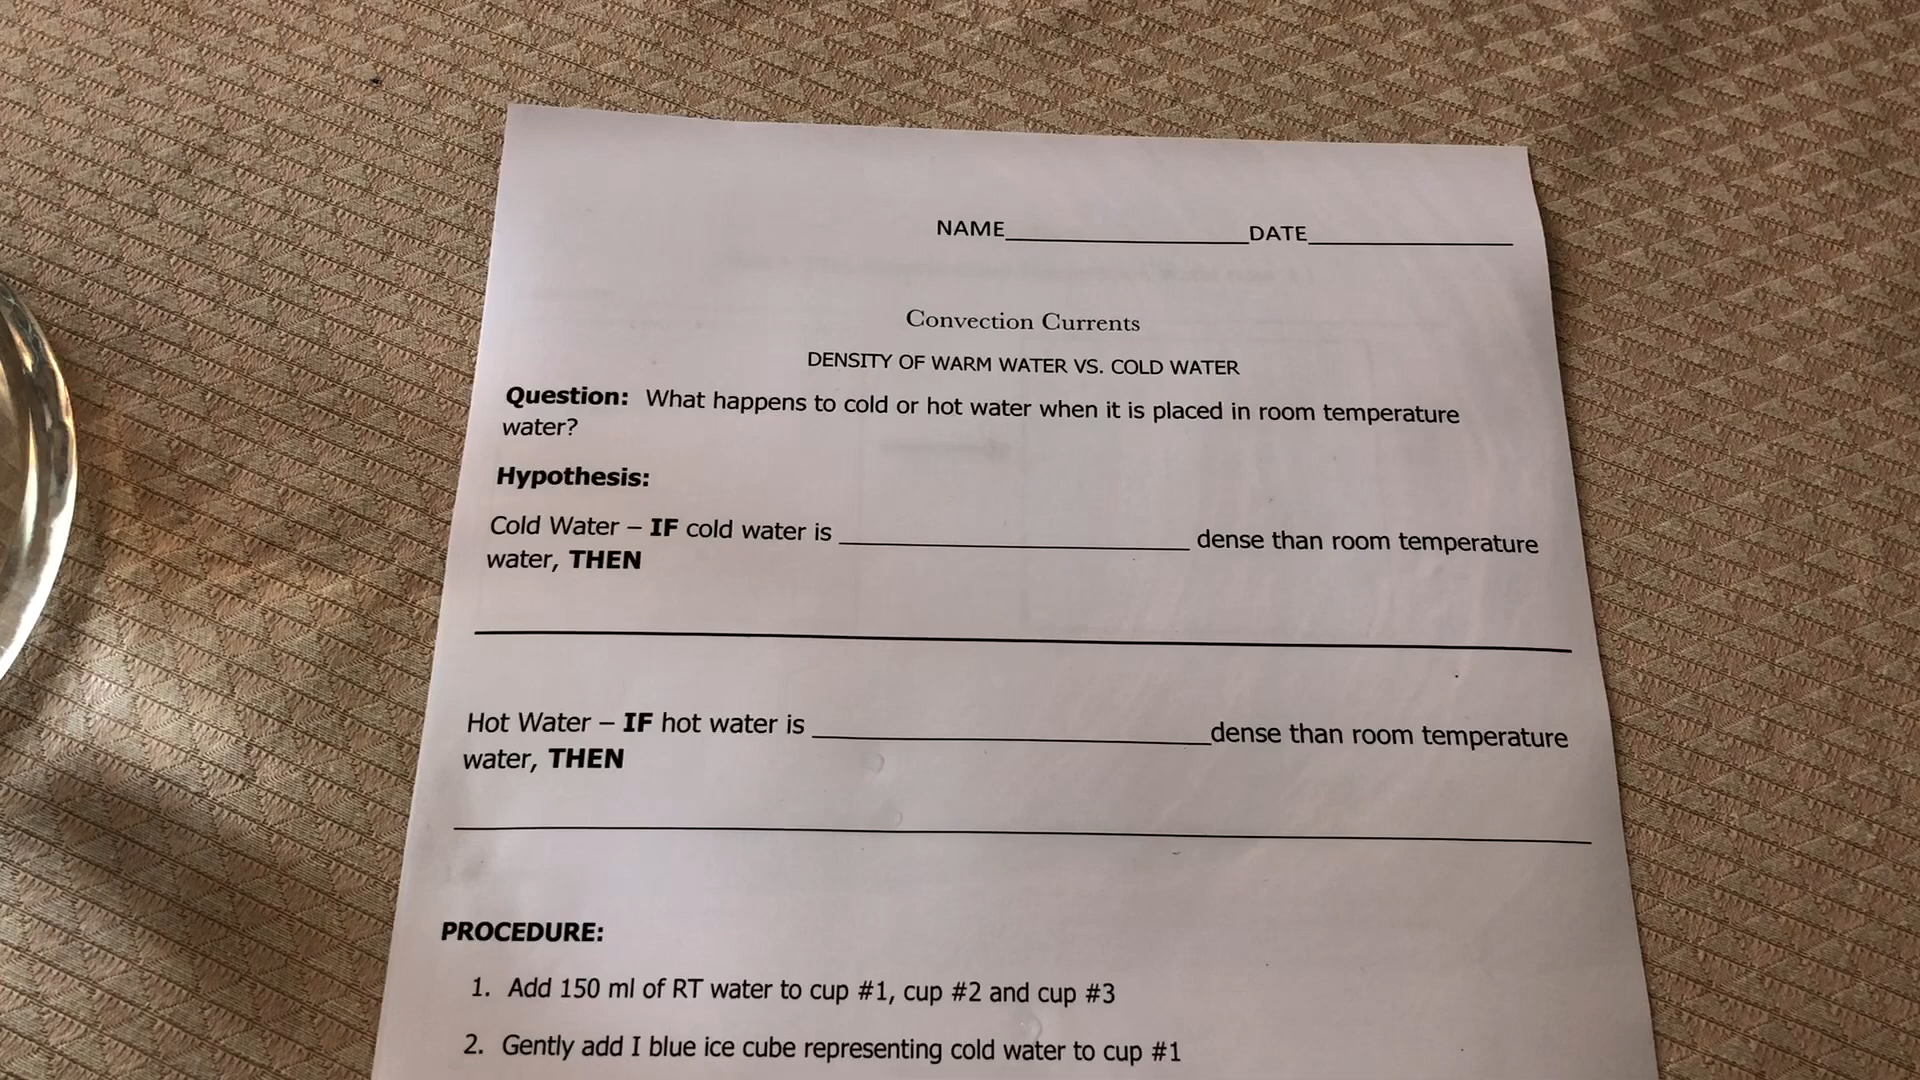 NAME____________________DATE_________________
Convection Currents
DENSITY OF WARM WATER VS. COLD WATER
Question: What happens to cold or hot water when it is placed in room temperature
water?
Hypothesis:
Cold Water – IF cold water is __________________________ dense than room temperature
water, THEN
Hot Water – IF hot water is _____________________________dense than room temperature
water, THEN
PROCEDURE:
1. Add 150 ml of RT water to cup #1, cup #2 and cup #3
2. Gently add I blue ice cube representing cold water to cup #1